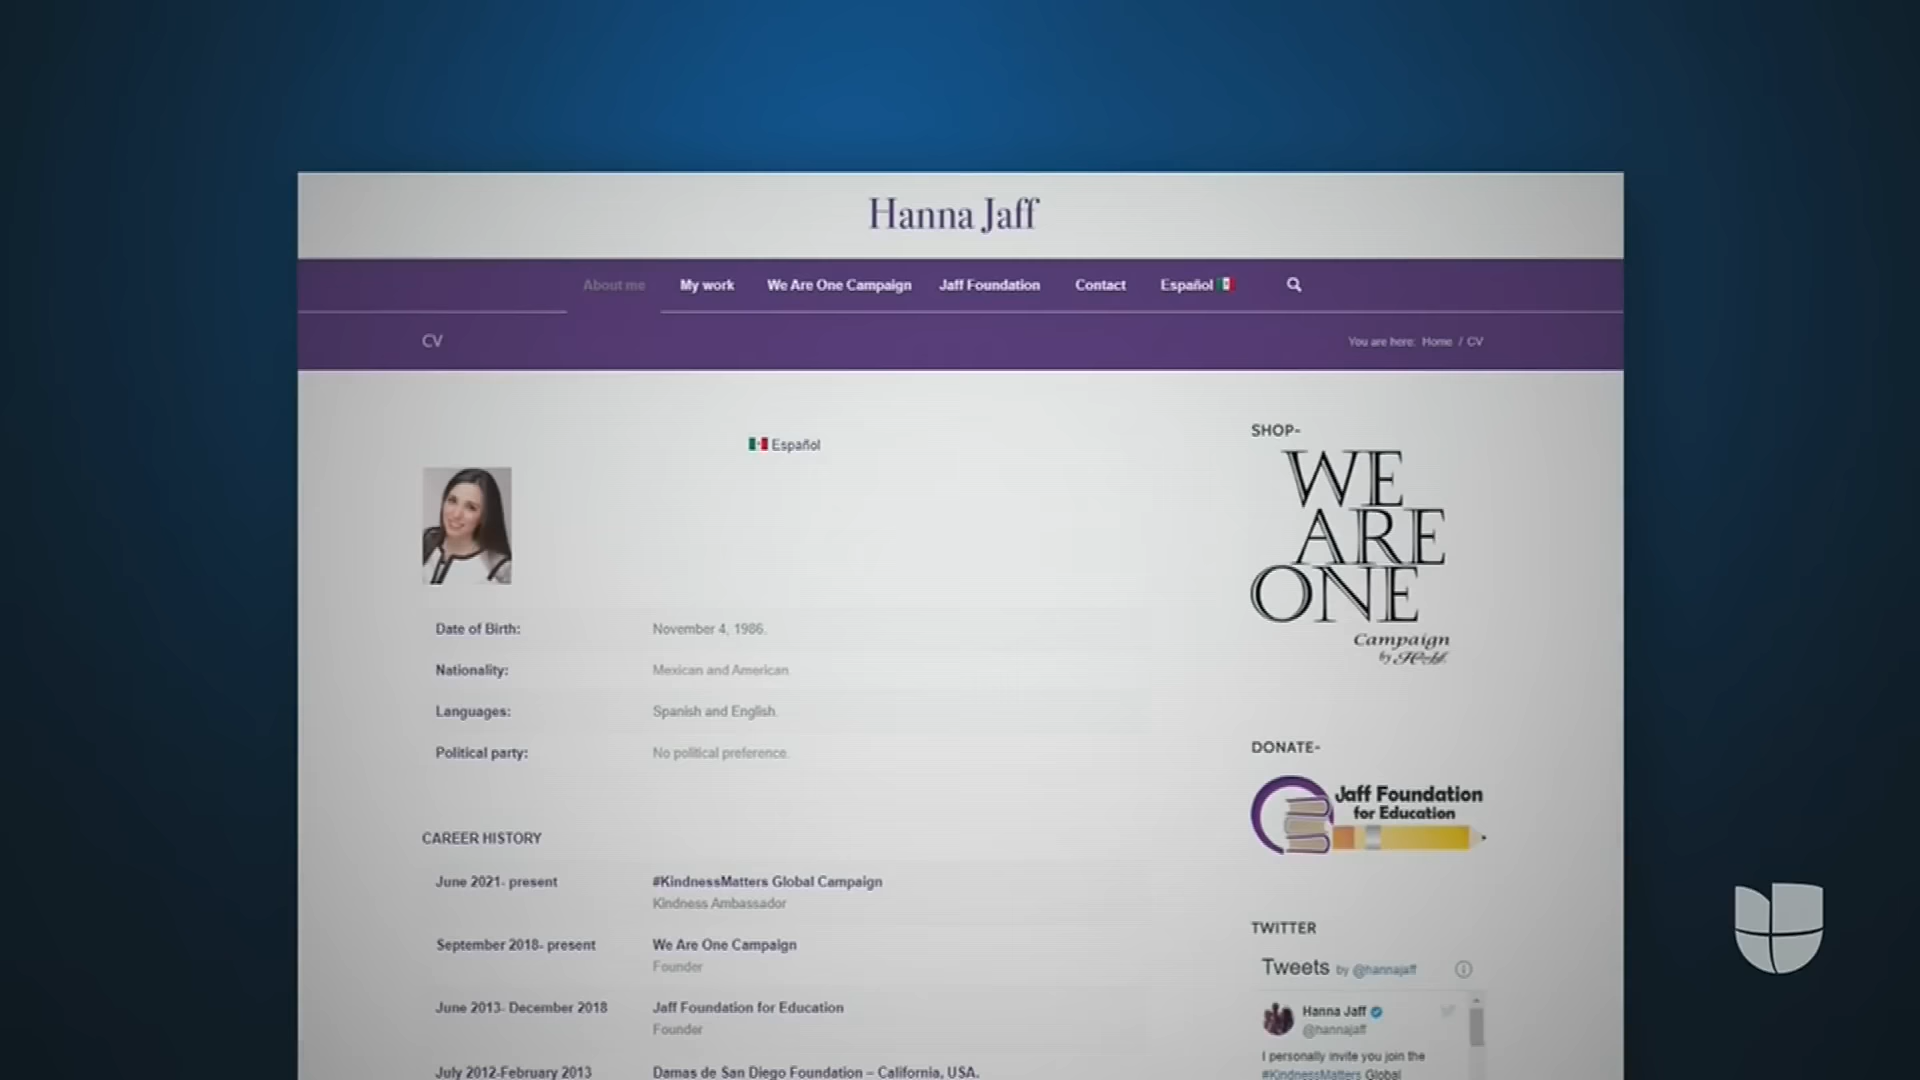 Hanna Jaff
About me My work We Are One Campaign Jaff Foundation Contact Español
CV
You are here: Home / CV
Español
Date of Birth: November 4, 1986.
Nationality: Mexican and American
Languages: Spanish and English.
Political party: No political preference.
CAREER HISTORY
June 2021- present #KindnessMatters Global Campaign
Kindness Ambassador
September 2018- present We Are One Campaign
Founder
June 2013- December 2018 Jaff Foundation for Education
Founder
July 2012-February 2013 Damas de San Diego Foundation – California, USA.
SHOP-
WE
ARE
ONE
Campaign
by
DONATE-
Jaff Foundation
for Education
TWITTER
Tweets by @hannajaff
Hanna Jaff
@hannajaff
I personally invite you join the
#KindnessMatters Global